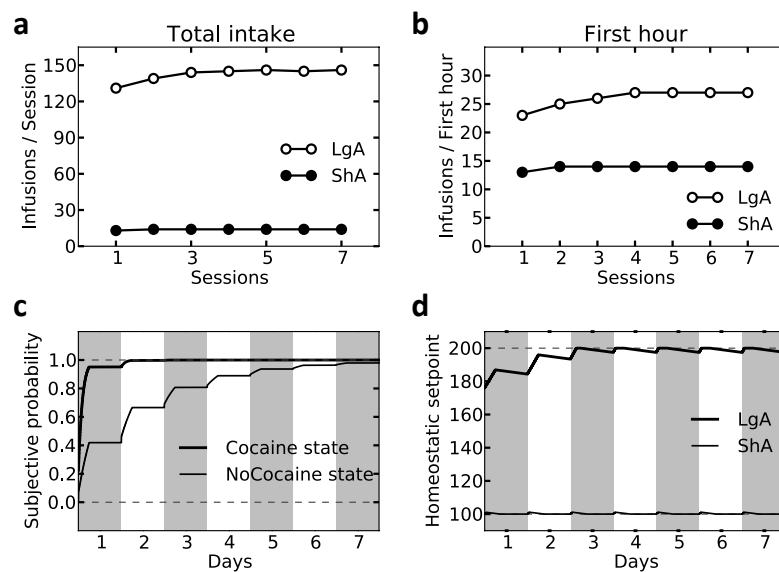 a
Total intake
Infusions / Session
150
120
90
60
30
0
LgA
ShA
1 3 5 7
Sessions
b
First hour
Infusions / First hour
30
25
20
15
10
5
0
LgA
ShA
1 2 3 4 5 6 7
Sessions
c
Subjective probability
1.0
0.8
0.6
0.4
0.2
0.0
Cocaine state
NoCocaine state
1 2 3 4 5 6 7
Days
d
Homeostatic setpoint
200
180
160
140
120
100
LgA
ShA
1 2 3 4 5 6 7
Days